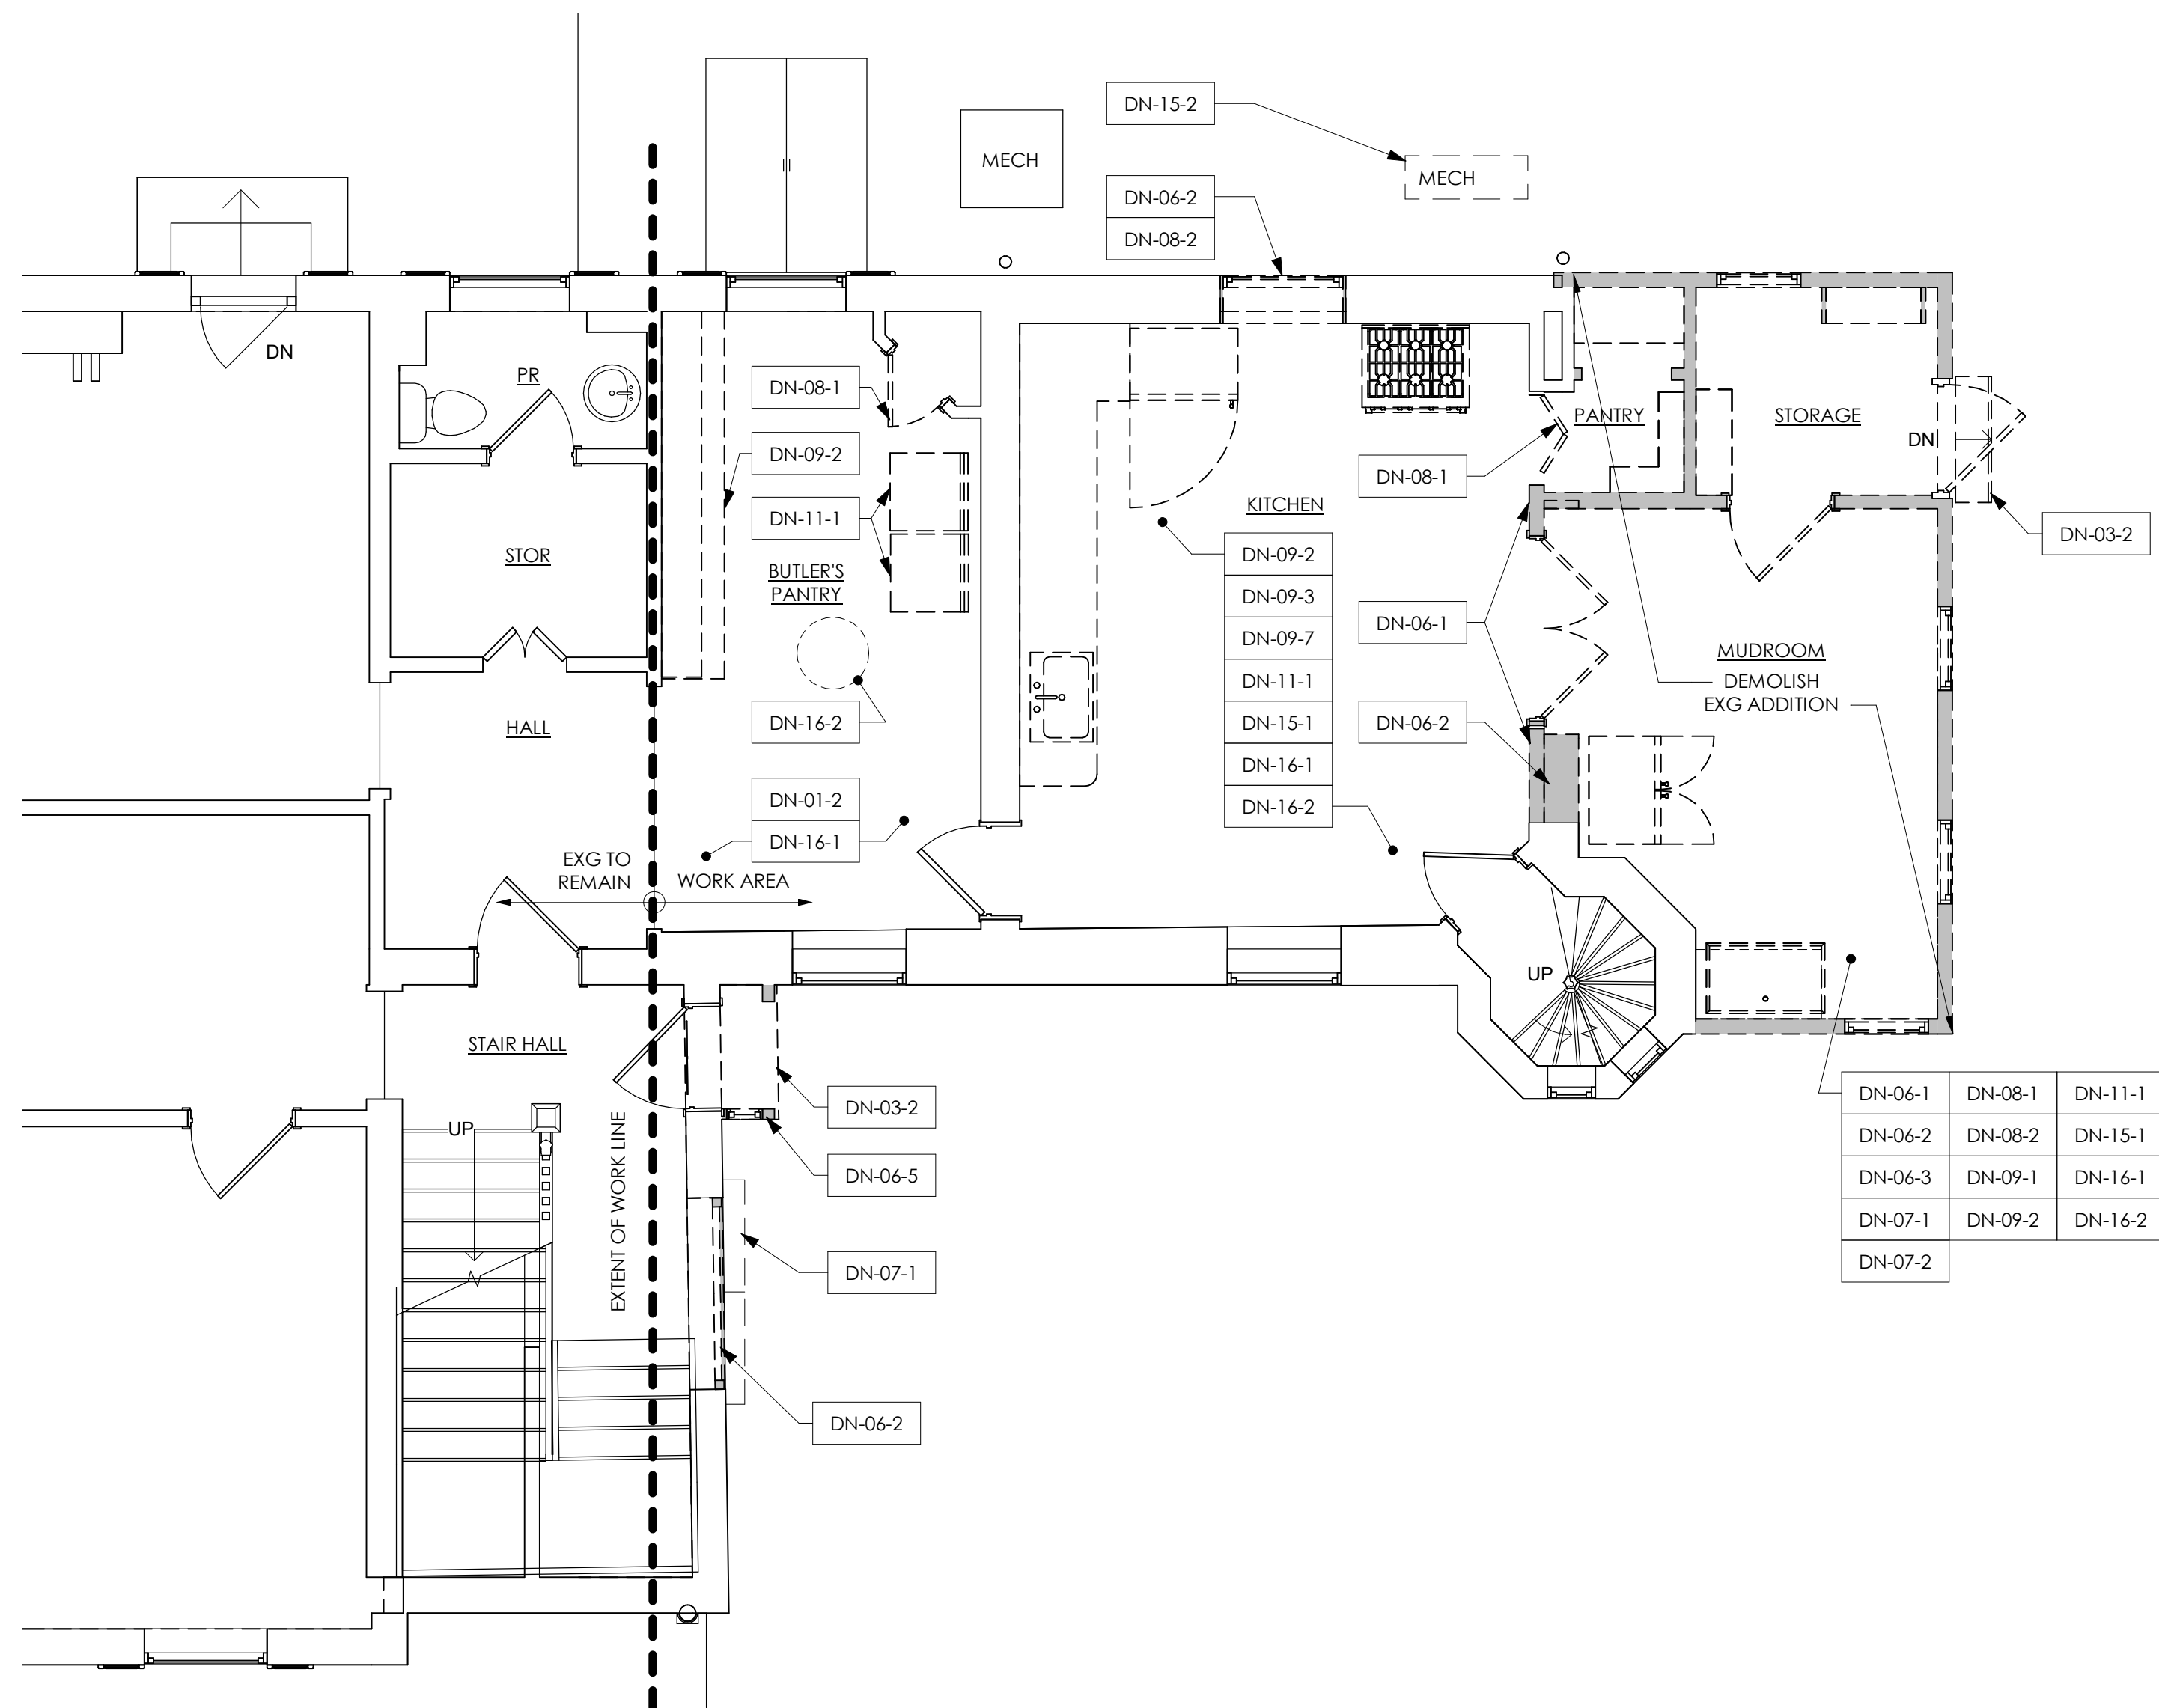 DN-15-2
MECH
MECH
DN-06-2
DN-08-2
DN
PR
DN-08-1
DN-09-2
DN-11-1
STOR
BUTLER'S
PANTRY
DN-16-2
HALL
DN-01-2
DN-16-1
EXG TO
REMAIN
WORK AREA
KITCHEN
DN-09-2
DN-09-3
DN-09-7
DN-11-1
DN-15-1
DN-16-1
DN-16-2
PANTRY
DN-08-1
STORAGE
DN
DN-03-2
DN-06-1
DN-06-2
MUDROOM
DEMOLISH
EXG ADDITION
UP
STAIR HALL
UP
EXTENT OF WORK LINE
DN-03-2
DN-06-5
DN-07-1
DN-06-2
DN-06-1 DN-08-1 DN-11-1
DN-06-2 DN-08-2 DN-15-1
DN-06-3 DN-09-1 DN-16-1
DN-07-1 DN-09-2 DN-16-2
DN-07-2